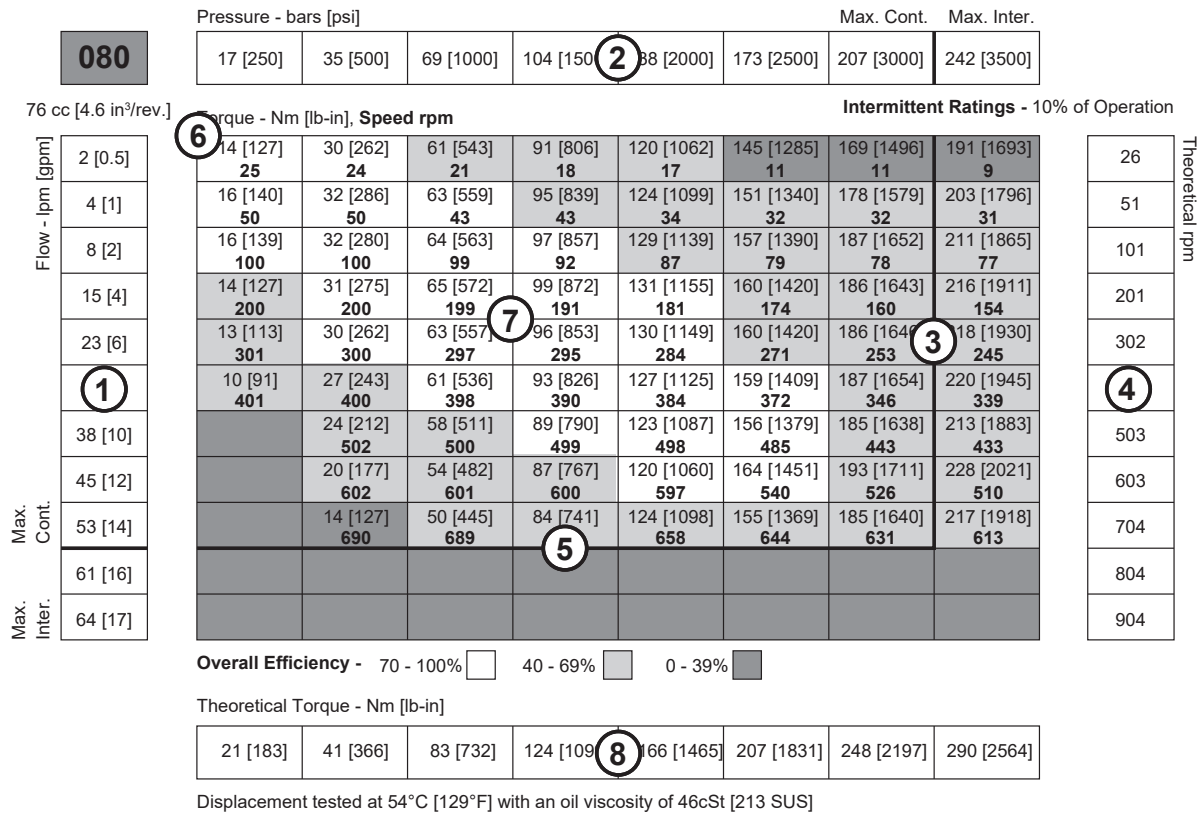 Pressure - bars [psi] Max. Cont. Max. Inter.
080 17 [250] 35 [500] 69 [1000] 104 [150 2 38 [2000] 173 [2500] 207 [3000] 242 [3500]
76 cc [4.6 in³/rev.] Torque - Nm [lb-in], Speed rpm Intermittent Ratings - 10% of Operation
6
Flow - lpm [gpm]
Theoretical rpm
2 [0.5] 14 [127] 30 [262] 61 [543] 91 [806] 120 [1062] 145 [1285] 169 [1496] 191 [1693] 26
25 24 21 18 17 11 11 9
4 [1] 16 [140] 32 [286] 63 [559] 95 [839] 124 [1099] 151 [1340] 178 [1579] 203 [1796] 51
50 50 43 43 34 32 32 31
8 [2] 16 [139] 32 [280] 64 [563] 97 [857] 129 [1139] 157 [1390] 187 [1652] 211 [1865] 101
100 100 99 92 87 79 78 77
15 [4] 14 [127] 31 [275] 65 [572] 99 [872] 131 [1155] 160 [1420] 186 [1643] 216 [1911] 201
200 200 199 191 181 174 160 154
7
23 [6] 13 [113] 30 [262] 63 [557] 96 [853] 130 [1149] 160 [1420] 186 [1646 3 18 [1930] 302
301 300 297 295 284 271 253 245
1 10 [91] 27 [243] 61 [536] 93 [826] 127 [1125] 159 [1409] 187 [1654] 220 [1945] 4
401 400 398 390 384 372 346 339
38 [10] 24 [212] 58 [511] 89 [790] 123 [1087] 156 [1379] 185 [1638] 213 [1883] 503
502 500 499 498 485 443 433
45 [12] 20 [177] 54 [482] 87 [767] 120 [1060] 164 [1451] 193 [1711] 228 [2021] 603
602 601 600 597 540 526 510
Max. Cont.
53 [14] 14 [127] 50 [445] 84 [741] 124 [1098] 155 [1369] 185 [1640] 217 [1918] 704
690 689 5 658 644 631 613
61 [16] 804
Max. Inter.
64 [17] 904
Overall Efficiency - 70 - 100% 40 - 69% 0 - 39%
Theoretical Torque - Nm [lb-in]
21 [183] 41 [366] 83 [732] 124 [109 8 166 [1465] 207 [1831] 248 [2197] 290 [2564]
Displacement tested at 54°C [129°F] with an oil viscosity of 46cSt [213 SUS]